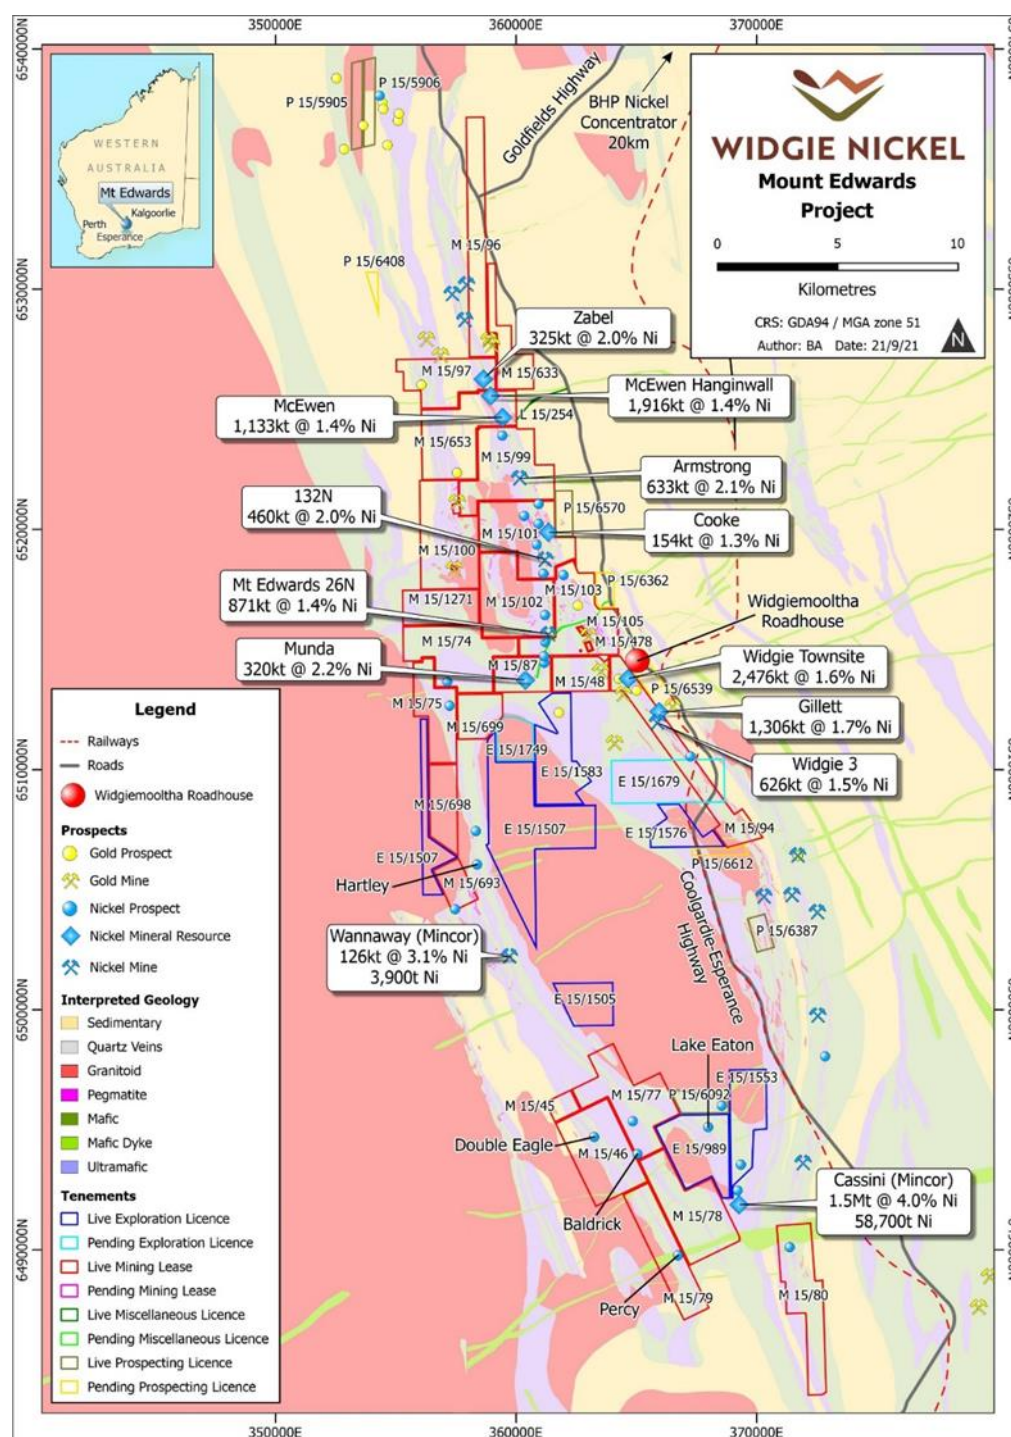 350000E
360000E
370000E
6540000N
6530000N
6520000N
6510000N
6500000N
6490000N
WESTERN
AUSTRALIA
Mt Edwards
Kalgoorlie
Perth
Esperance
P 15/5905
P 15/5906
Goldfields Highway
BHP Nickel
Concentrator
20km
WIDGIE NICKEL
Mount Edwards
Project
0
5
10
Kilometres
CRS: GDA94 / MGA zone 51
Author: BA Date: 21/9/21
N
P 15/6408
M 15/96
Zabel
325kt @ 2.0% Ni
M 15/97
M 15/633
McEwen Hanginwall
1,916kt @ 1.4% Ni
McEwen
1,133kt @ 1.4% Ni
L 15/254
M 15/653
M 15/99
Armstrong
633kt @ 2.1% Ni
132N
460kt @ 2.0% Ni
P 15/6570
Cooke
154kt @ 1.3% Ni
M 15/101
M 15/100
Mt Edwards 26N
871kt @ 1.4% Ni
M 15/103
P 15/6362
M 15/1271
M 15/102
M 15/105
Widgiemooltha
Roadhouse
M 15/74
M 15/478
Munda
320kt @ 2.2% Ni
M 15/87
M 15/48
Widgie Townsite
2,476kt @ 1.6% Ni
P 15/6539
M 15/75
Gillett
1,306kt @ 1.7% Ni
M 15/699
E 15/1749
E 15/1583
Widgie 3
626kt @ 1.5% Ni
E 15/1679
M 15/698
E 15/1507
E 15/1576
M 15/94
E 15/1507
P 15/6612
M 15/693
Hartley
Coolgardie-Esperance
Highway
P 15/6387
Wannaway (Mincor)
126kt @ 3.1% Ni
3,900t Ni
E 15/1505
Lake Eaton
E 15/1553
P 15/6092
M 15/77
M 15/45
Double Eagle
M 15/46
E 15/989
Cassini (Mincor)
1.5Mt @ 4.0% Ni
58,700t Ni
Baldrick
M 15/78
Percy
M 15/79
M 15/80
Legend
Railways
Roads
Widgiemooltha Roadhouse
Prospects
Gold Prospect
Gold Mine
Nickel Prospect
Nickel Mineral Resource
Nickel Mine
Interpreted Geology
Sedimentary
Quartz Veins
Granitoid
Pegmatite
Mafic
Mafic Dyke
Ultramafic
Tenements
Live Exploration Licence
Pending Exploration Licence
Live Mining Lease
Pending Mining Lease
Live Miscellaneous Licence
Pending Miscellaneous Licence
Live Prospecting Licence
Pending Prospecting Licence
6540000N
6530000N
6520000N
6510000N
6500000N
6490000N
350000E
360000E
370000E